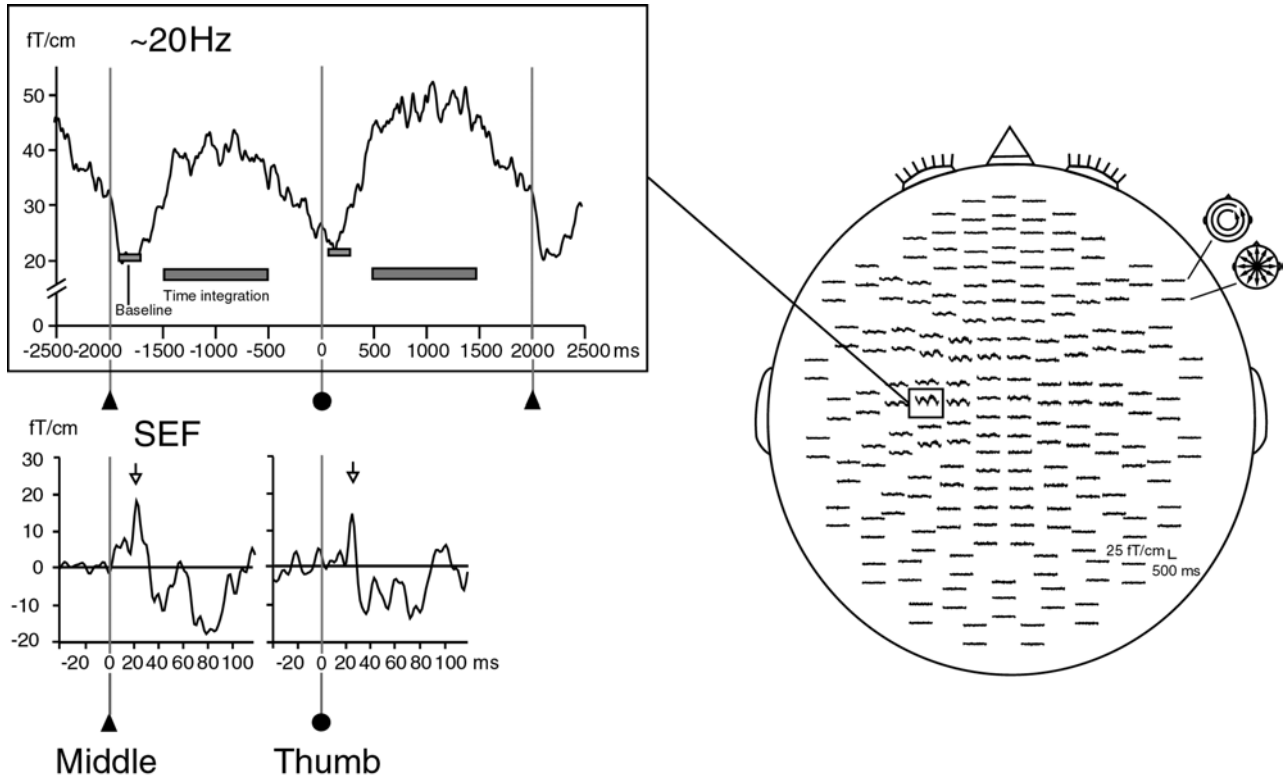 fT/cm ~20Hz
50
40
30
20
Baseline
Time integration
0
-2500 -2000 -1500 -1000 -500 0 500 1000 1500 2000 2500 ms
fT/cm
SEF
30
20
10
0
-10
-20
-20 0 20 40 60 80 100
-20 0 20 40 60 80 100 ms
Middle
Thumb
25 fT/cm
500 ms